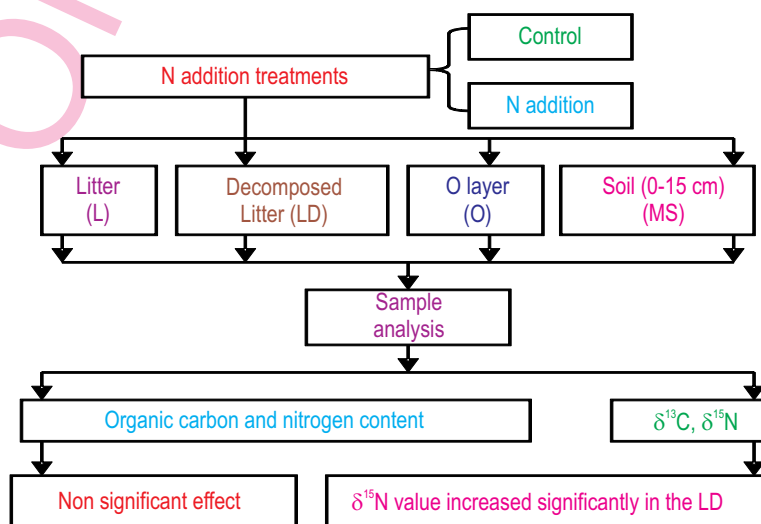 Control
N addition treatments
N addition
Litter
(L)
Decomposed
Litter (LD)
O layer
(O)
Soil (0-15 cm)
(MS)
Sample
analysis
Organic carbon and nitrogen content
δ¹³C, δ¹⁵N
Non significant effect
δ¹⁵N value increased significantly in the LD